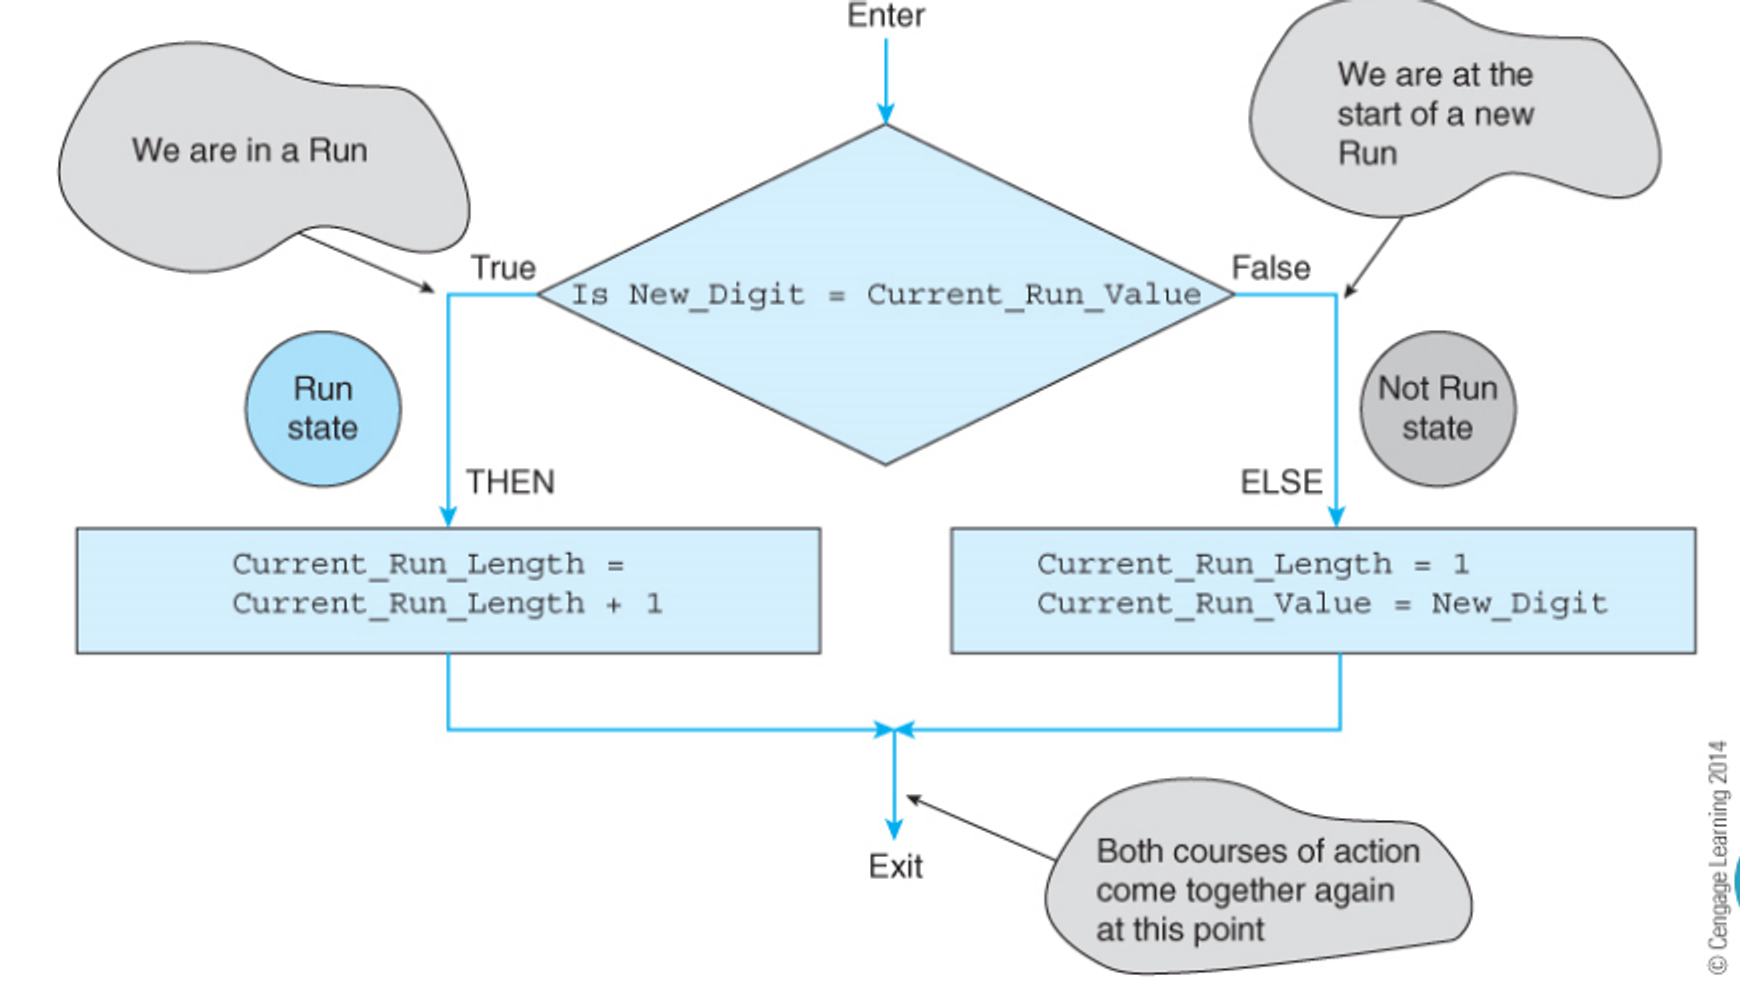 Enter
We are in a Run
We are at the
start of a new
Run
True
False
Is New_Digit = Current_Run_Value
Run
state
Not Run
state
THEN
ELSE
Current_Run_Length =
Current_Run_Length + 1
Current_Run_Length = 1
Current_Run_Value = New_Digit
Exit
Both courses of action
come together again
at this point
© Cengage Learning 2014